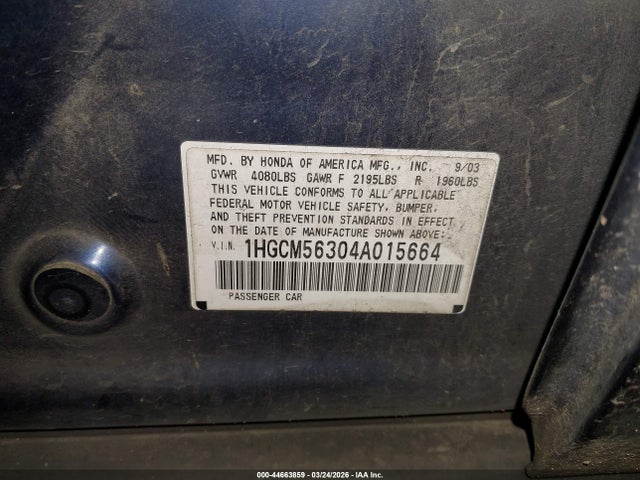 MFD. BY HONDA OF AMERICA MFG., INC. 9/03
GVWR 4080LBS GAWR F 2195LBS R 1960LBS
THIS VEHICLE CONFORMS TO ALL APPLICABLE
FEDERAL MOTOR VEHICLE SAFETY, BUMPER,
AND THEFT PREVENTION STANDARDS IN EFFECT
ON THE DATE OF MANUFACTURE SHOWN ABOVE.
V.I.N. 1HGCM56304A015664
PASSENGER CAR
000-44663859 - 03/24/2026 - IAA Inc.